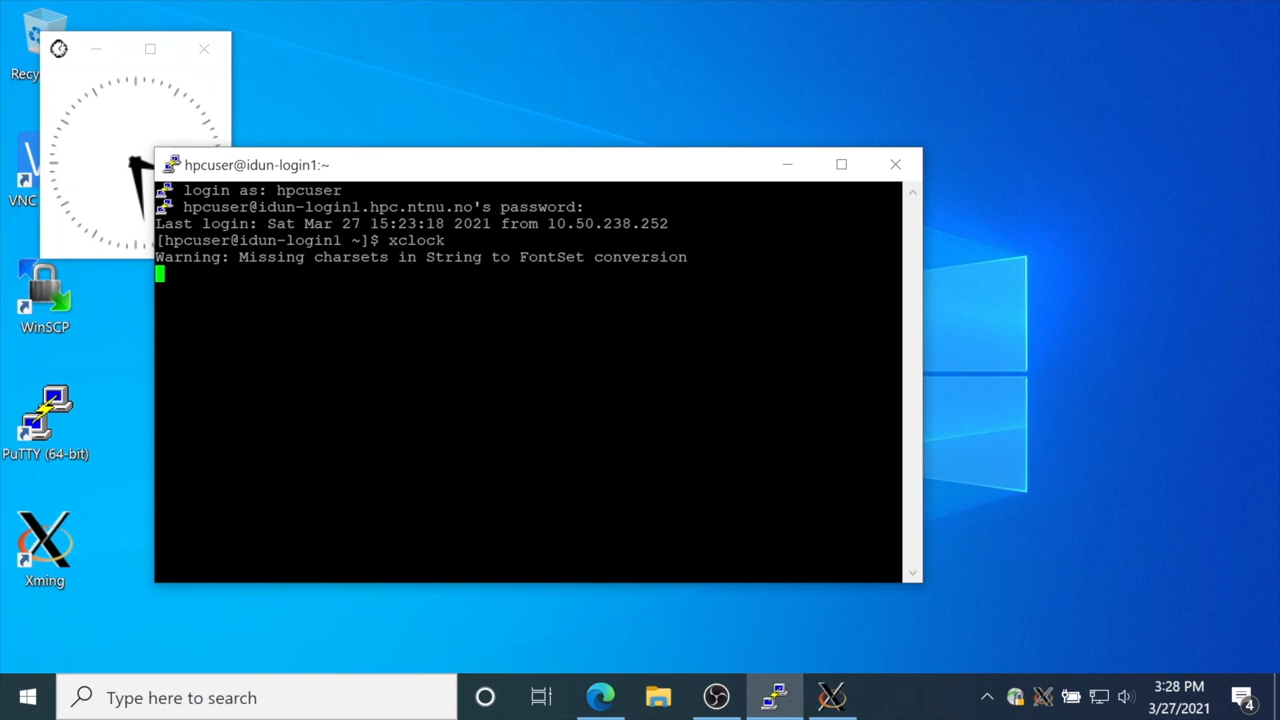 Recy
VNC
WinSCP
PuTTY (64-bit)
Xming
hpcuser@idun-login1:~
login as: hpcuser
hpcuser@idun-login1.hpc.ntnu.no's password:
Last login: Sat Mar 27 15:23:18 2021 from 10.50.238.252
[hpcuser@idun-login1 ~]$ xclock
Warning: Missing charsets in String to FontSet conversion
Type here to search
3:28 PM
3/27/2021
4